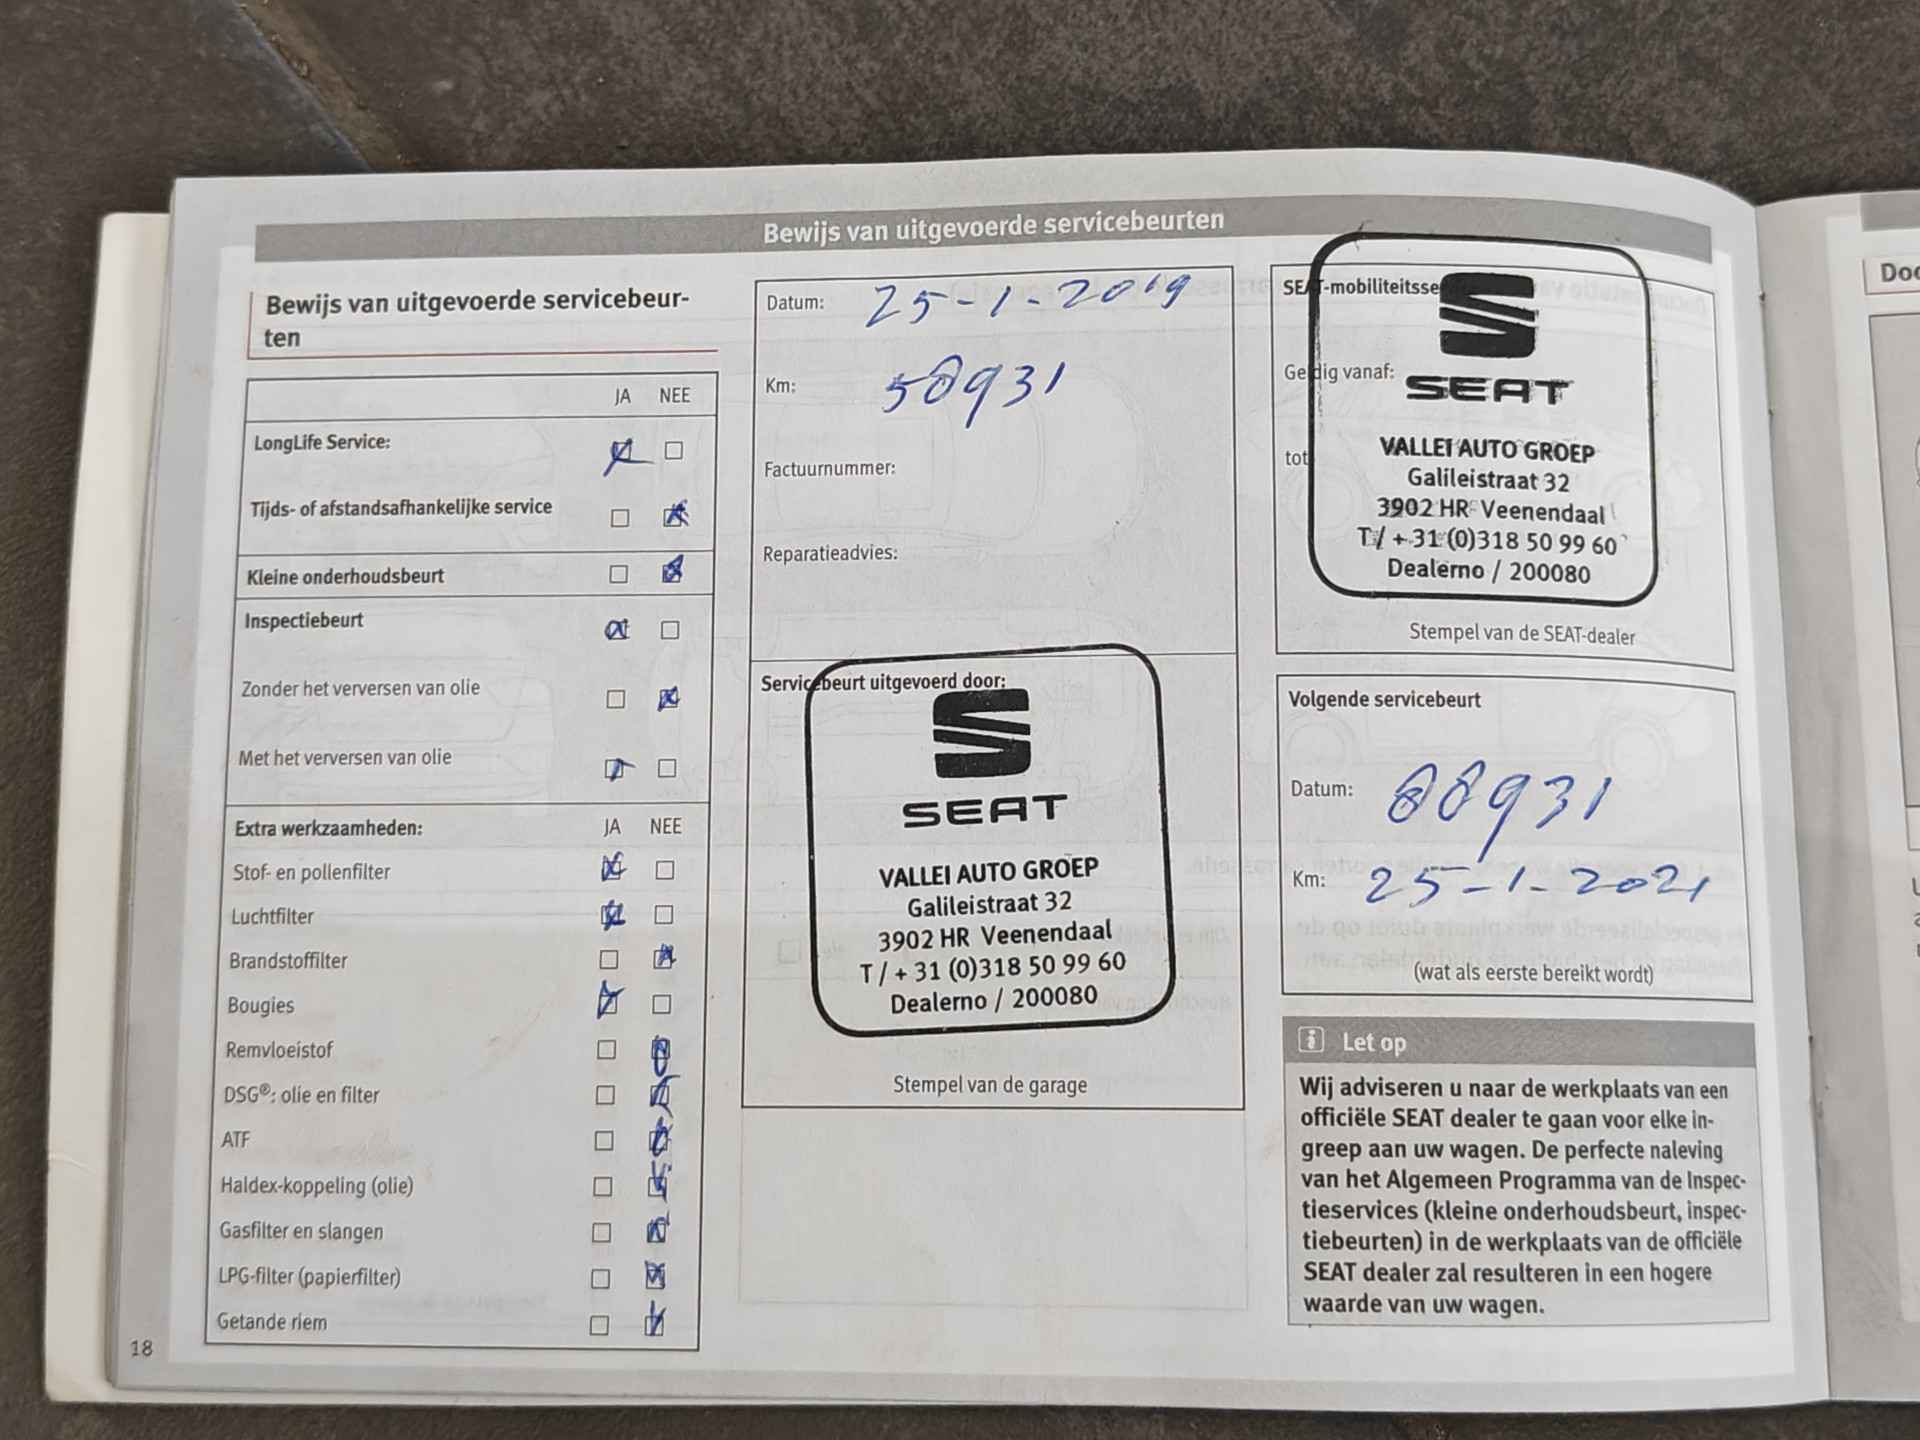 Bewijs van uitgevoerde servicebeurten
Bewijs van uitgevoerde servicebeur-
ten
JA NEE
LongLife Service:
Tijds- of afstandsafhankelijke service
Kleine onderhoudsbeurt
Inspectiebeurt
Zonder het verversen van olie
Met het verversen van olie
Extra werkzaamheden: JA NEE
Stof- en pollenfilter
Luchtfilter
Brandstoffilter
Bougies
Remvloeistof
DSG®: olie en filter
ATF
Haldex-koppeling (olie)
Gasfilter en slangen
LPG-filter (papierfilter)
Getande riem
18
Datum: 25-1-2019
Km: 58931
Factuurnummer:
Reparatieadvies:
Servicebeurt uitgevoerd door:
SEAT
VALLEI AUTO GROEP
Galileistraat 32
3902 HR Veenendaal
T / + 31 (0)318 50 99 60
Dealerno / 200080
Stempel van de garage
SEAT-mobiliteitsservice
Geldig vanaf:
tot
SEAT
VALLEI AUTO GROEP
Galileistraat 32
3902 HR Veenendaal
T / + 31 (0)318 50 99 60
Dealerno / 200080
Stempel van de SEAT-dealer
Volgende servicebeurt
Datum: 88931
Km: 25-1-2021
(wat als eerste bereikt wordt)
i Let op
Wij adviseren u naar de werkplaats van een
officiële SEAT dealer te gaan voor elke in-
greep aan uw wagen. De perfecte naleving
van het Algemeen Programma van de Inspec-
tieservices (kleine onderhoudsbeurt, inspec-
tiebeurten) in de werkplaats van de officiële
SEAT dealer zal resulteren in een hogere
waarde van uw wagen.